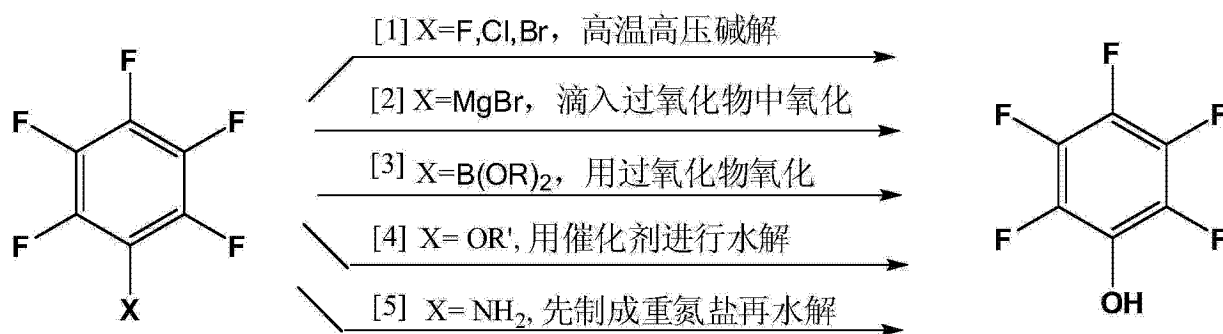 [1] X=F,Cl,Br，高温高压碱解
[2] X=MgBr，滴入过氧化物中氧化
[3] X=B(OR)₂，用过氧化物氧化
[4] X= OR', 用催化剂进行水解
[5] X= NH₂, 先制成重氮盐再水解
F
F
F
F
F
X
F
F
F
F
F
OH